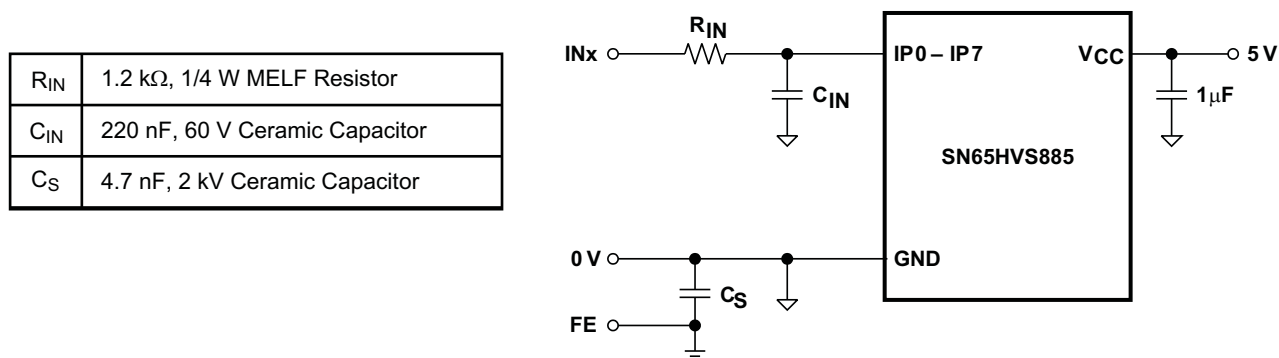 R_IN 1.2 kΩ, 1/4 W MELF Resistor
C_IN 220 nF, 60 V Ceramic Capacitor
C_S 4.7 nF, 2 kV Ceramic Capacitor
R_IN
INx
IP0 – IP7
V_CC
5 V
C_IN
1μF
SN65HVS885
0 V
GND
C_S
FE